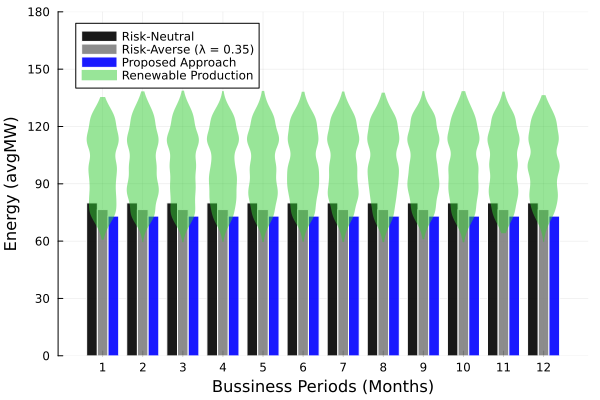 180
150
120
90
60
30
0
Energy (avgMW)
Risk-Neutral
Risk-Averse (λ = 0.35)
Proposed Approach
Renewable Production
1 2 3 4 5 6 7 8 9 10 11 12
Bussiness Periods (Months)